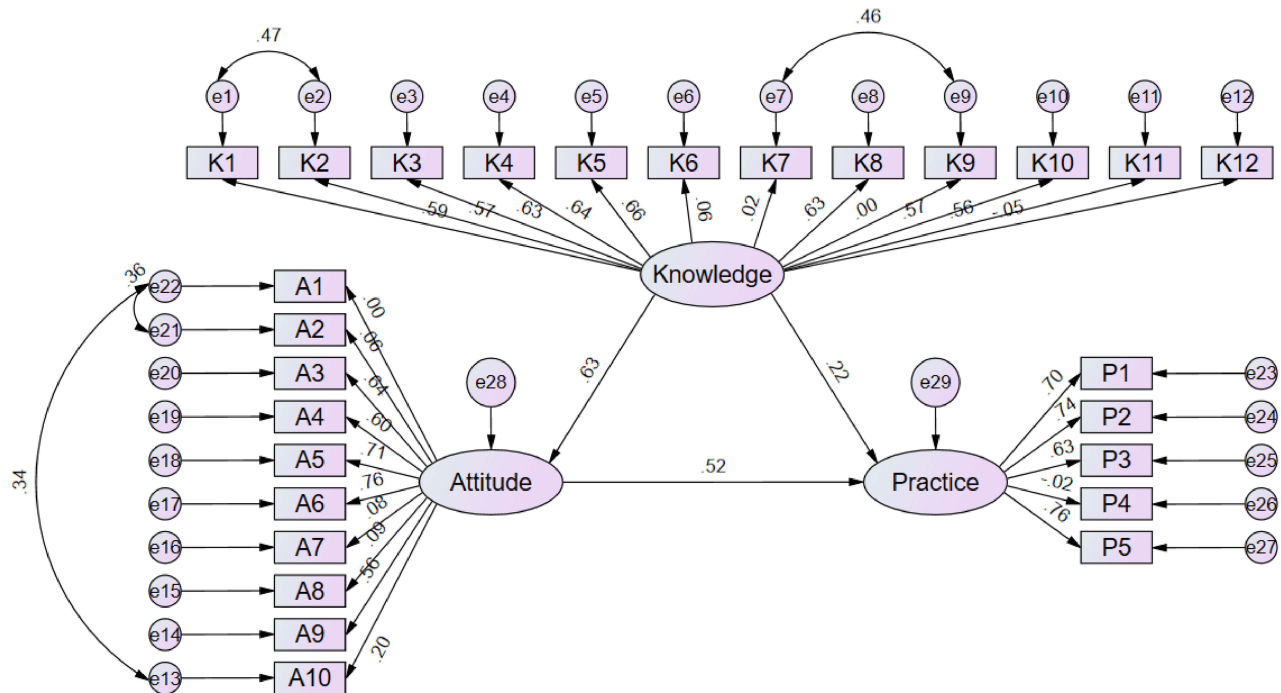 .47
.46
e1 e2 e3 e4 e5 e6 e7 e8 e9 e10 e11 e12
K1 K2 K3 K4 K5 K6 K7 K8 K9 K10 K11 K12
.59 .57 .63 .64 .66 .06 .02 .63 .00 .57 .56 -.05
Knowledge
.36
e22 A1 .00
e21 A2 .06
e20 A3 .64
e19 A4 .60
e18 A5 .71
e17 A6 .76
e16 A7 .08
e15 A8 .09
e14 A9 .56
e13 A10 .20
.34
.63
.22
e28
Attitude
.52
e29
Practice
.70 P1 e23
.74 P2 e24
.63 P3 e25
-.02 P4 e26
.76 P5 e27